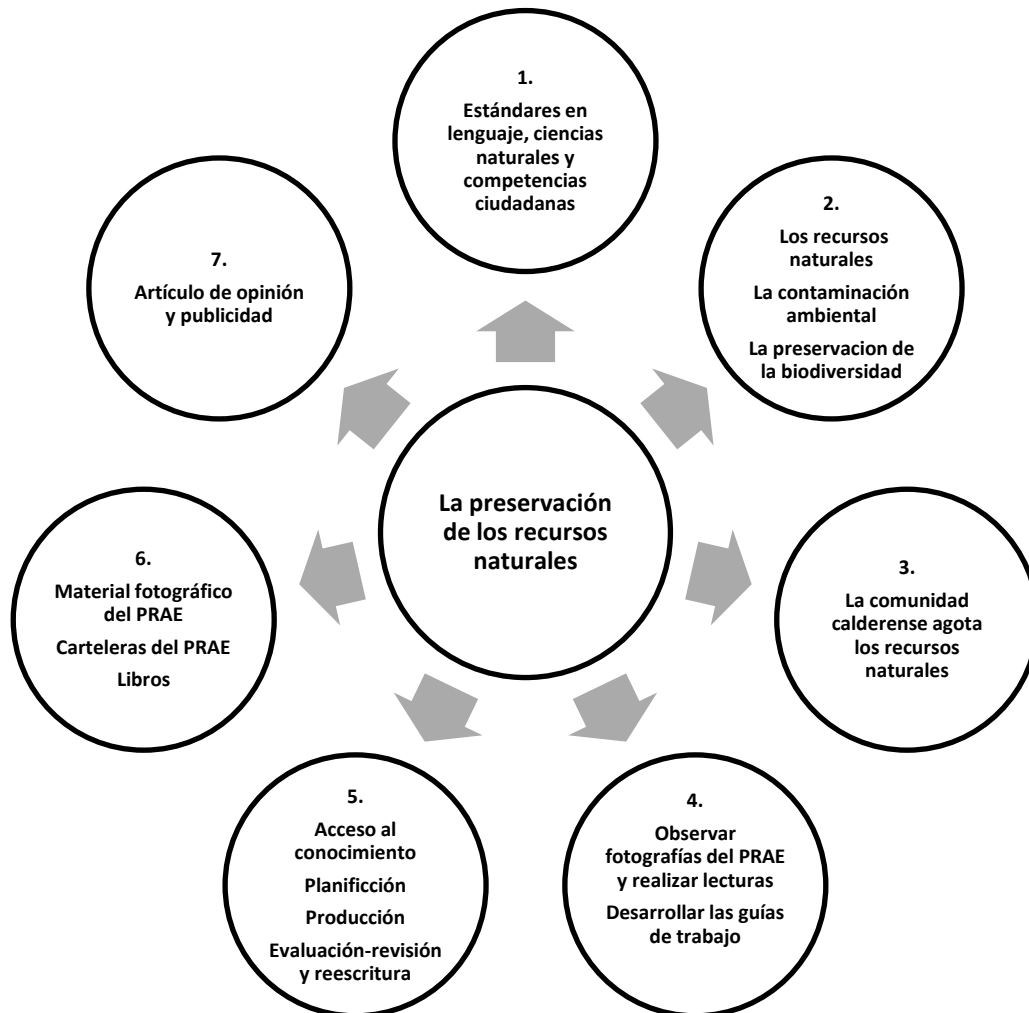 1.
Estándares en
lenguaje, ciencias
naturales y
competencias
ciudadanas
2.
Los recursos
naturales
La contaminación
ambiental
La preservacion de
la biodiversidad
3.
La comunidad
calderense agota
los recursos
naturales
4.
Observar
fotografías del PRAE
y realizar lecturas
Desarrollar las guías
de trabajo
5.
Acceso al
conocimiento
Planificción
Producción
Evaluación-revisión
y reescritura
6.
Material fotográfico
del PRAE
Carteleras del PRAE
Libros
7.
Artículo de opinión
y publicidad
La preservación
de los recursos
naturales